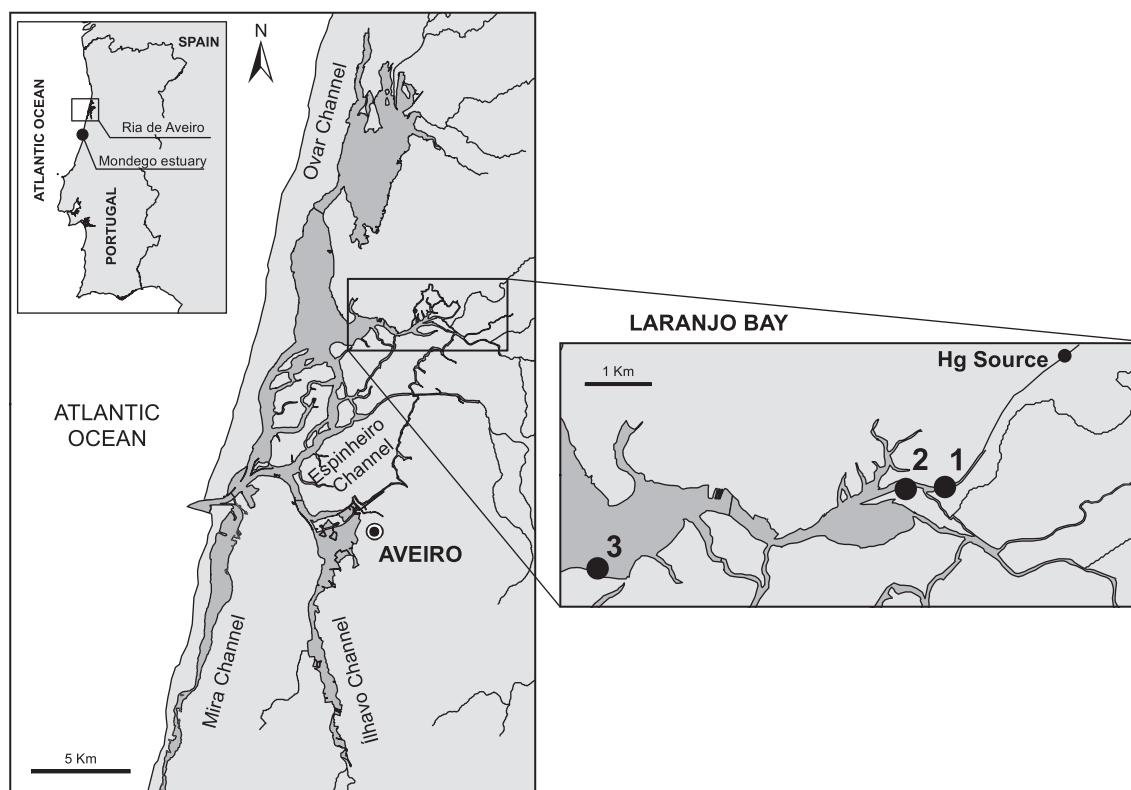 SPAIN
ATLANTIC OCEAN
Ria de Aveiro
Mondego estuary
PORTUGAL
N
Ovar Channel
ATLANTIC
OCEAN
Espinheiro
Channel
AVEIRO
Mira Channel
Ílhavo Channel
5 Km
LARANJO BAY
Hg Source
1 Km
2
1
3